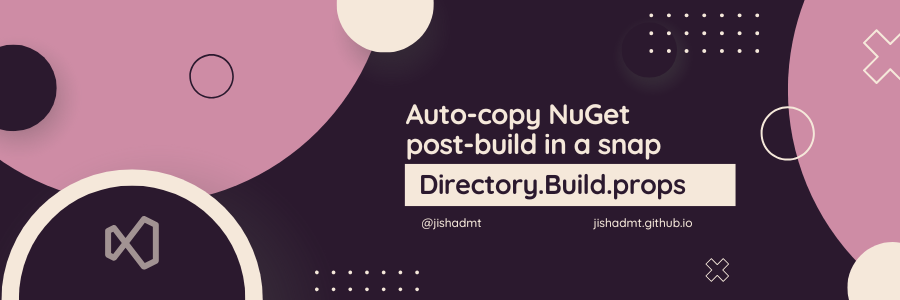 Auto-copy NuGet
post-build in a snap
Directory.Build.props
@jishadmt
jishadmt.github.io